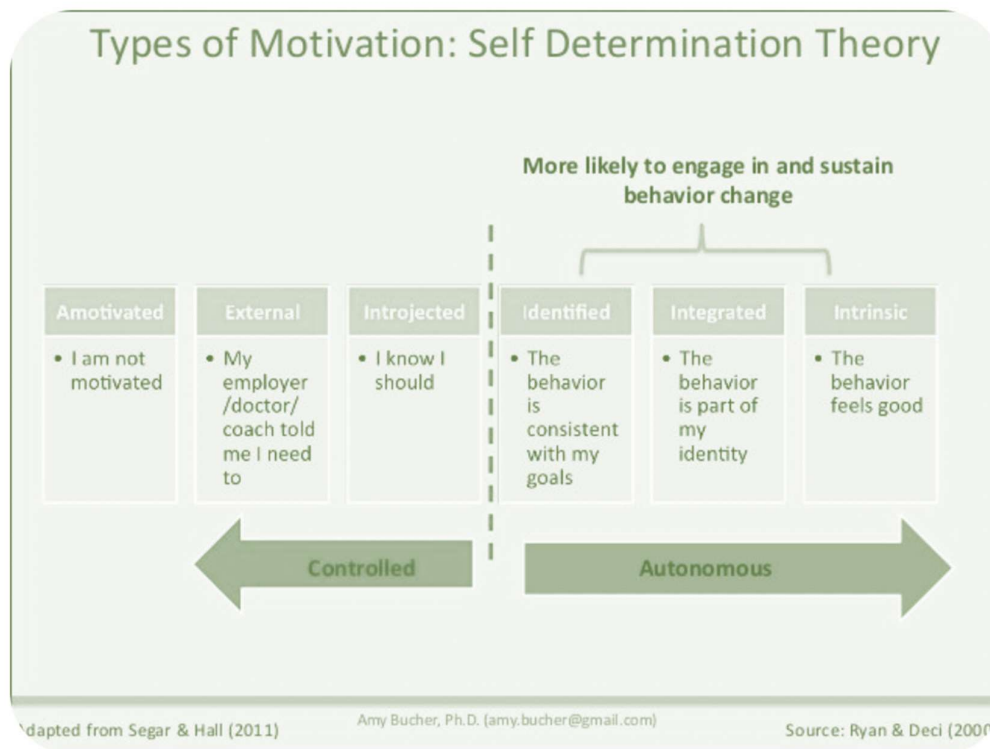 Types of Motivation: Self Determination Theory
More likely to engage in and sustain
behavior change
Amotivated
• I am not
motivated
External
• My
employer
/doctor/
coach told
me I need
to
Introjected
• I know I
should
Identified
• The
behavior
is
consistent
with my
goals
Integrated
• The
behavior
is part of
my
identity
Intrinsic
• The
behavior
feels good
Controlled
Autonomous
dapted from Segar & Hall (2011)
Amy Bucher, Ph.D. (amy.bucher@gmail.com)
Source: Ryan & Deci (2000